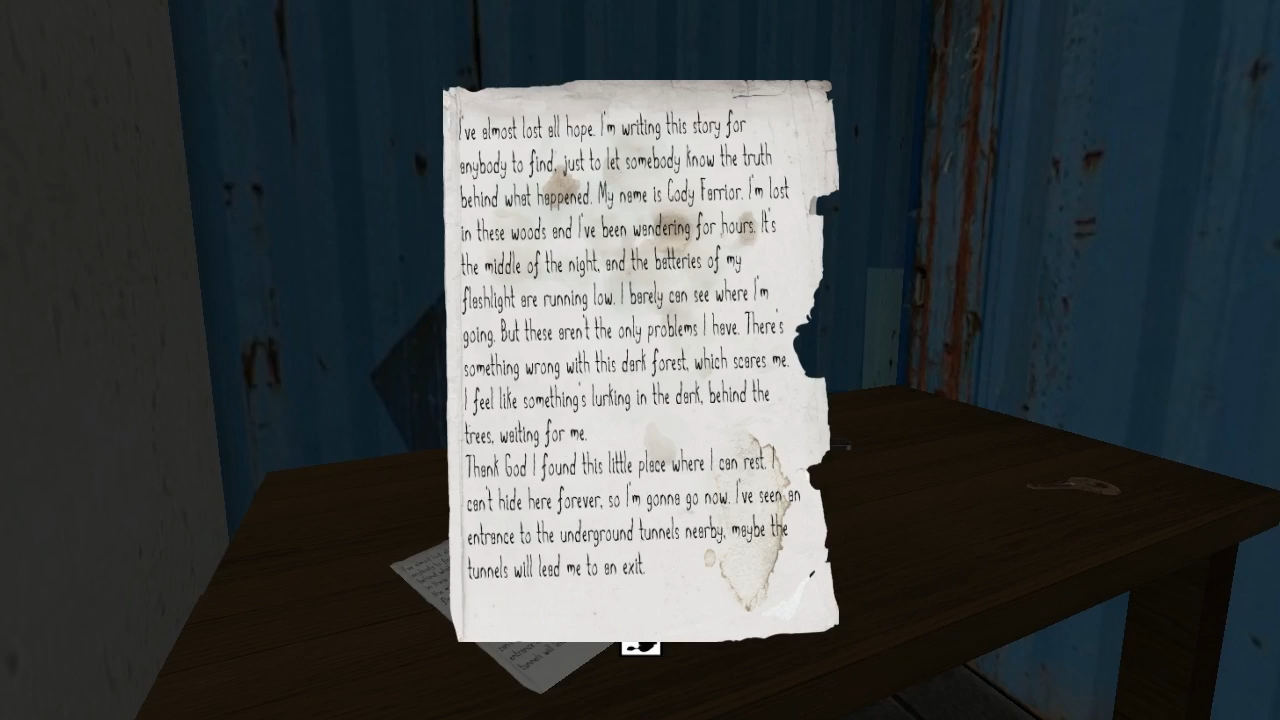 I've almost lost all hope. I'm writing this story for
anybody to find, just to let somebody know the truth
behind what happened. My name is Cody Farrior. I'm lost
in these woods and I've been wandering for hours. It's
the middle of the night, and the batteries of my
flashlight are running low. I barely can see where I'm
going. But these aren't the only problems I have. There's
something wrong with this dark forest, which scares me.
I feel like something's lurking in the dark, behind the
trees, waiting for me.
Thank God I found this little place where I can rest. I
can't hide here forever, so I'm gonna go now. I've seen an
entrance to the underground tunnels nearby, maybe the
tunnels will lead me to an exit.